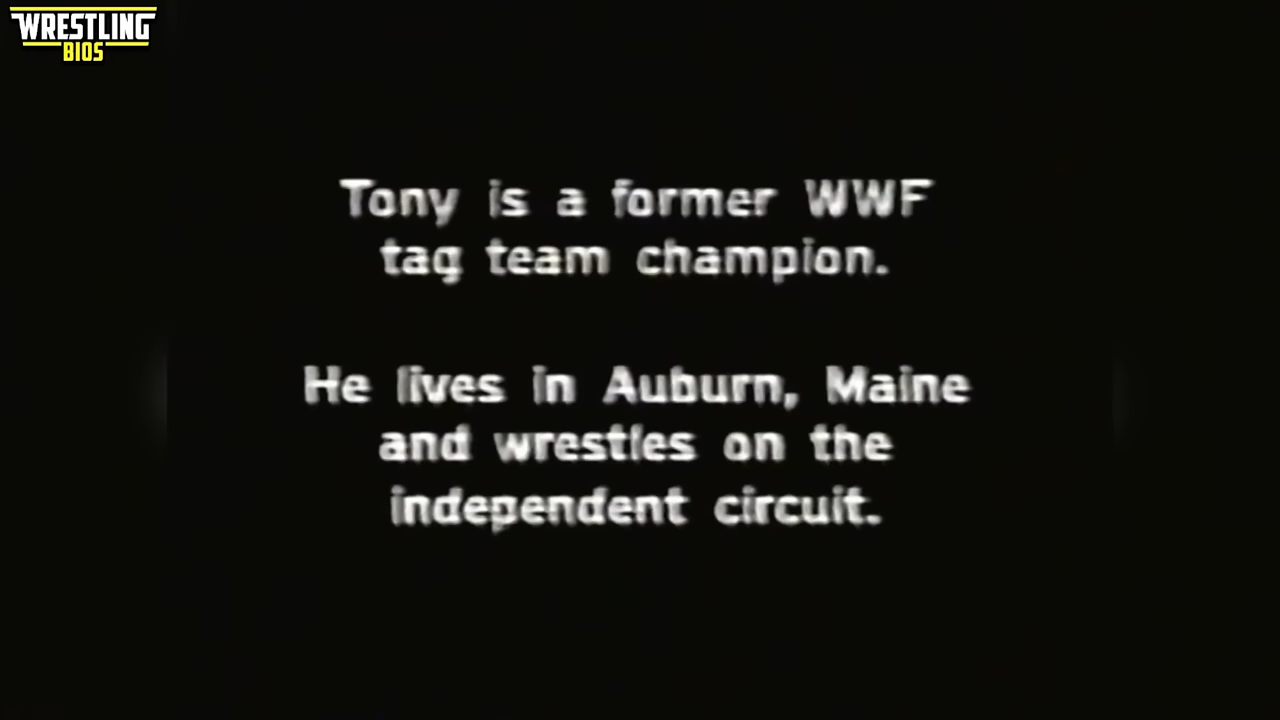 WRESTLING
BIOS
Tony is a former WWF
tag team champion.
He lives in Auburn, Maine
and wrestles on the
independent circuit.